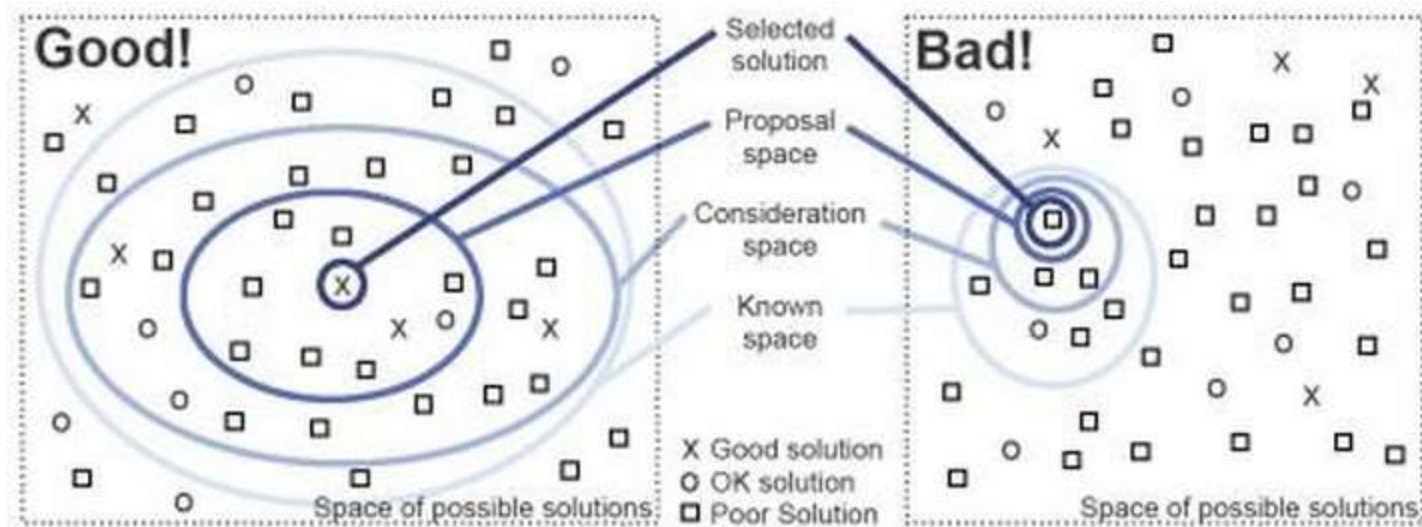 Good!
Selected
solution
Proposal
space
Consideration
space
Known
space
X Good solution
O OK solution
Poor Solution
Space of possible solutions
Bad!
Space of possible solutions